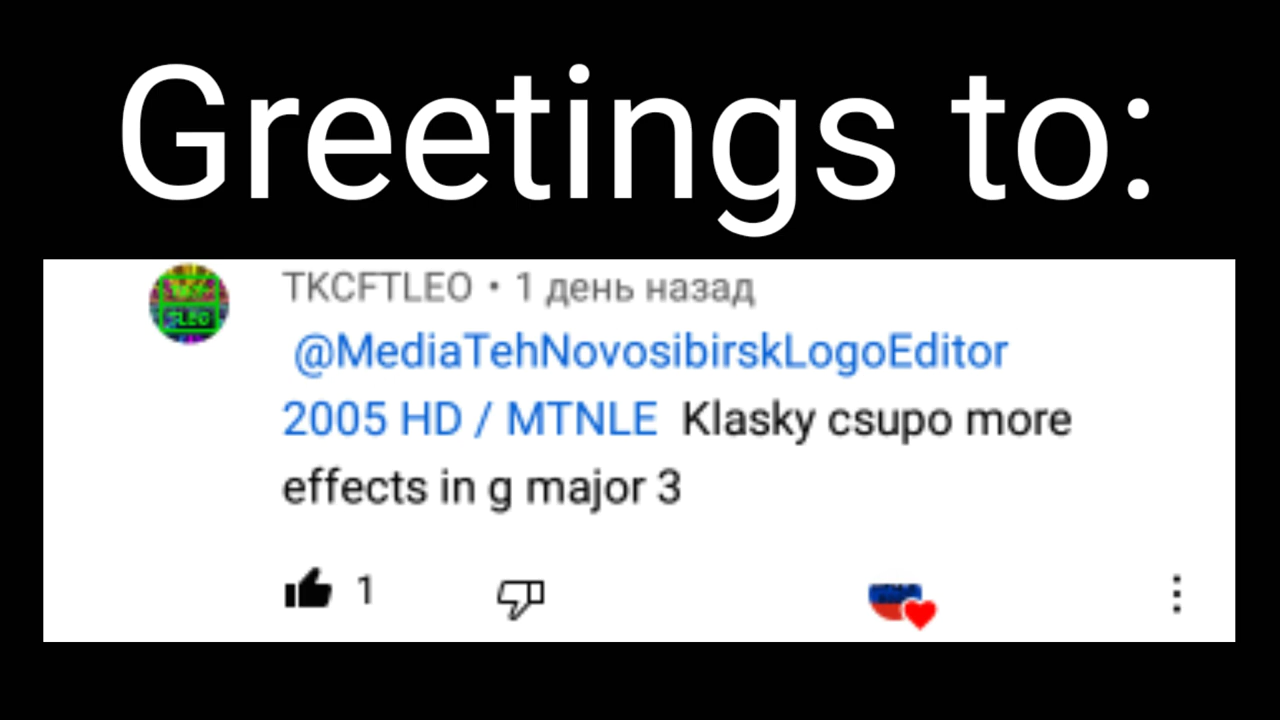 Greetings to:
TKCFTLEO • 1 день назад
@MediaTehNovosibirskLogoEditor
2005 HD / MTNLE Klasky csupo more
effects in g major 3
1